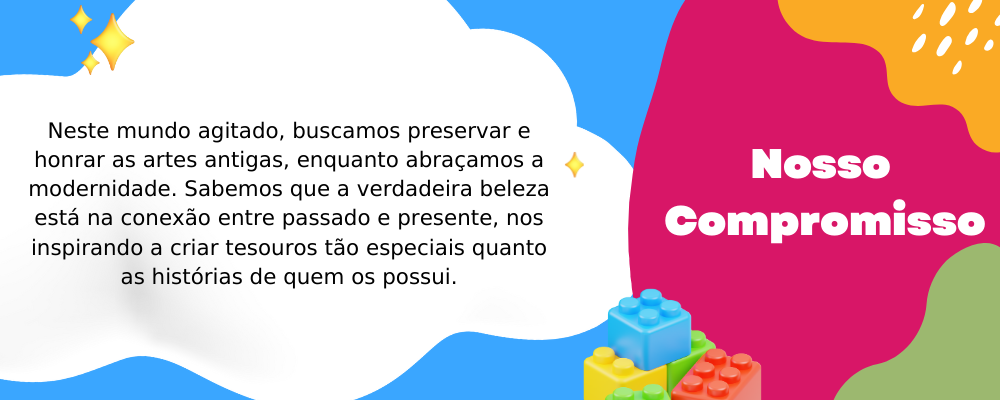 Neste mundo agitado, buscamos preservar e
honrar as artes antigas, enquanto abraçamos a
modernidade. Sabemos que a verdadeira beleza
está na conexão entre passado e presente, nos
inspirando a criar tesouros tão especiais quanto
as histórias de quem os possui.
Nosso
Compromisso